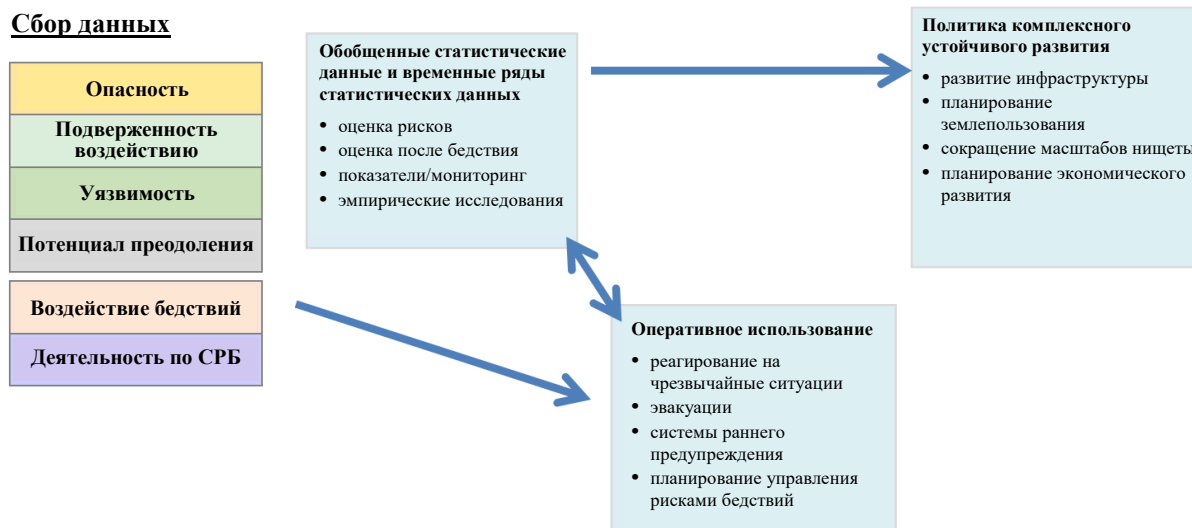 Сбор данных
Опасность
Подверженность
воздействию
Уязвимость
Потенциал преодоления
Воздействие бедствий
Деятельность по СРБ
Обобщенные статистические
данные и временные ряды
статистических данных
• оценка рисков
• оценка после бедствия
• показатели/мониторинг
• эмпирические исследования
Политика комплексного
устойчивого развития
• развитие инфраструктуры
• планирование
землепользования
• сокращение масштабов нищеты
• планирование экономического
развития
Оперативное использование
• реагирование на
чрезвычайные ситуации
• эвакуации
• системы раннего
предупреждения
• планирование управления
рисками бедствий